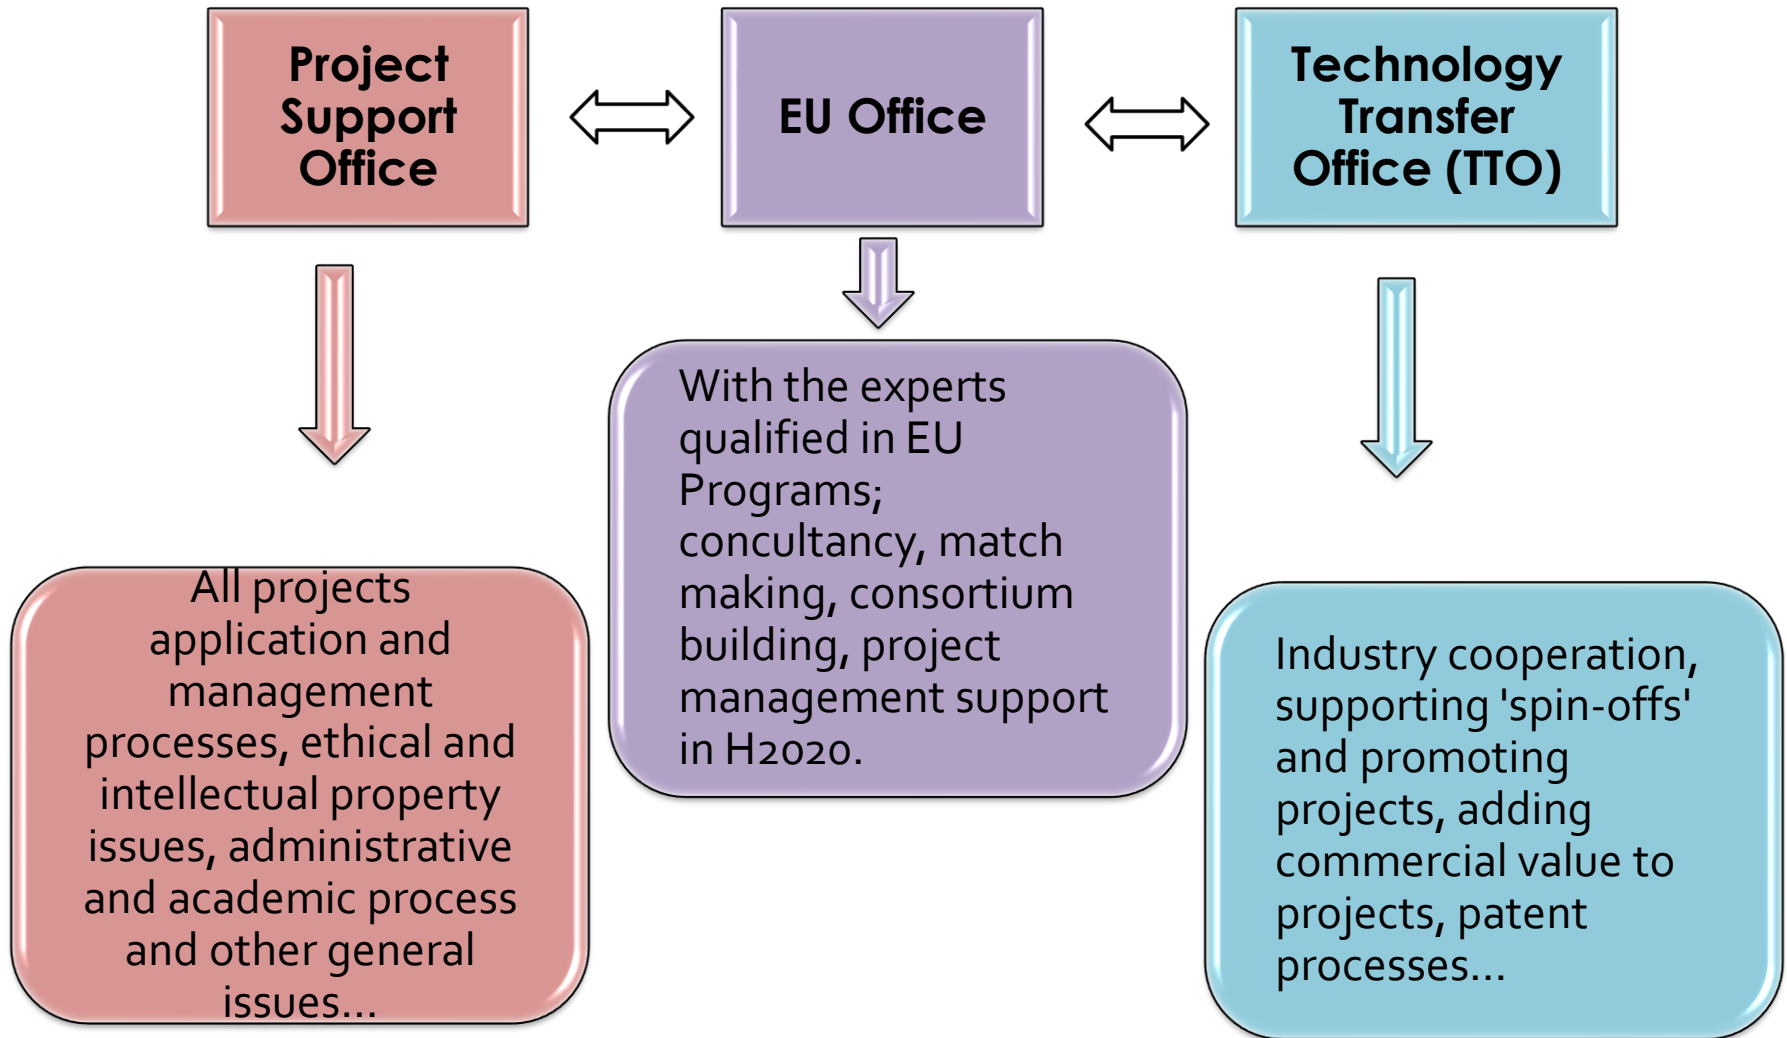 Project
Support
Office
EU Office
Technology
Transfer
Office (TTO)
With the experts
qualified in EU
Programs;
concultancy, match
making, consortium
building, project
management support
in H2020.
All projects
application and
management
processes, ethical and
intellectual property
issues, administrative
and academic process
and other general
issues...
Industry cooperation,
supporting 'spin-offs'
and promoting
projects, adding
commercial value to
projects, patent
processes...